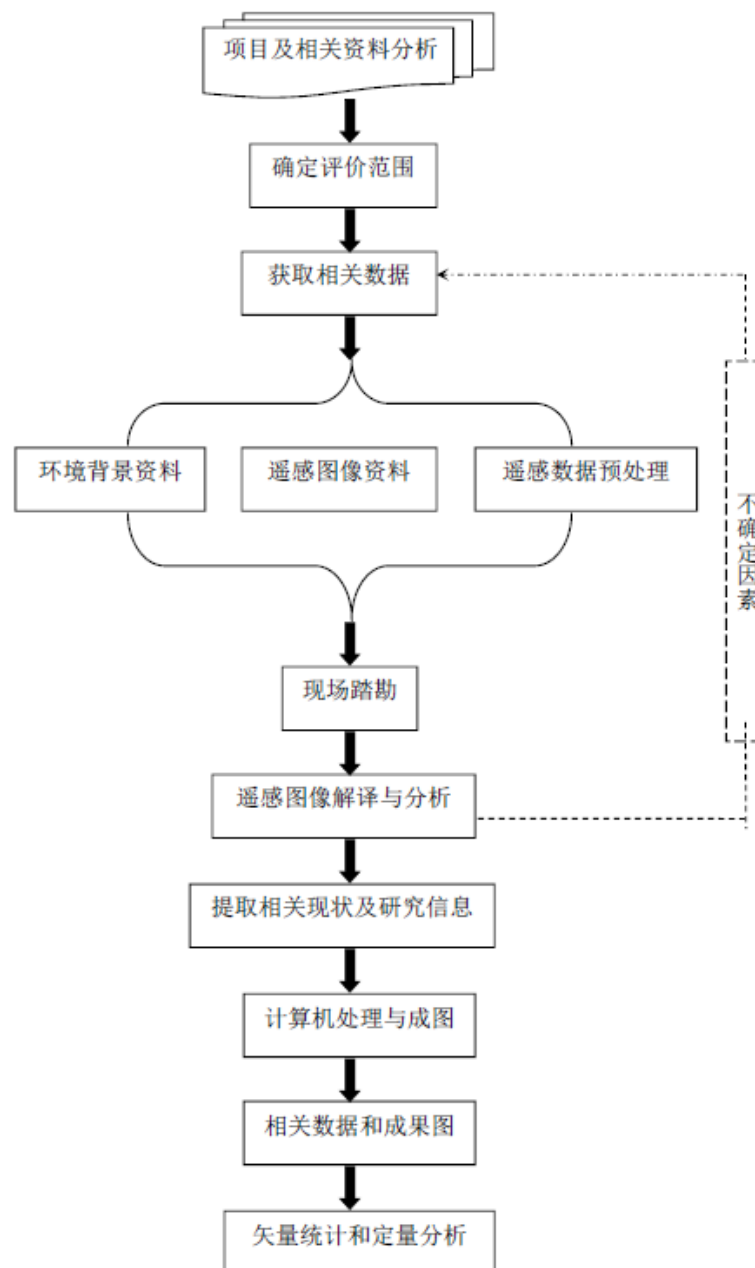 项目及相关资料分析
确定评价范围
获取相关数据
环境背景资料
遥感图像资料
遥感数据预处理
不确定因素
现场踏勘
遥感图像解译与分析
提取相关现状及研究信息
计算机处理与成图
相关数据和成果图
矢量统计和定量分析